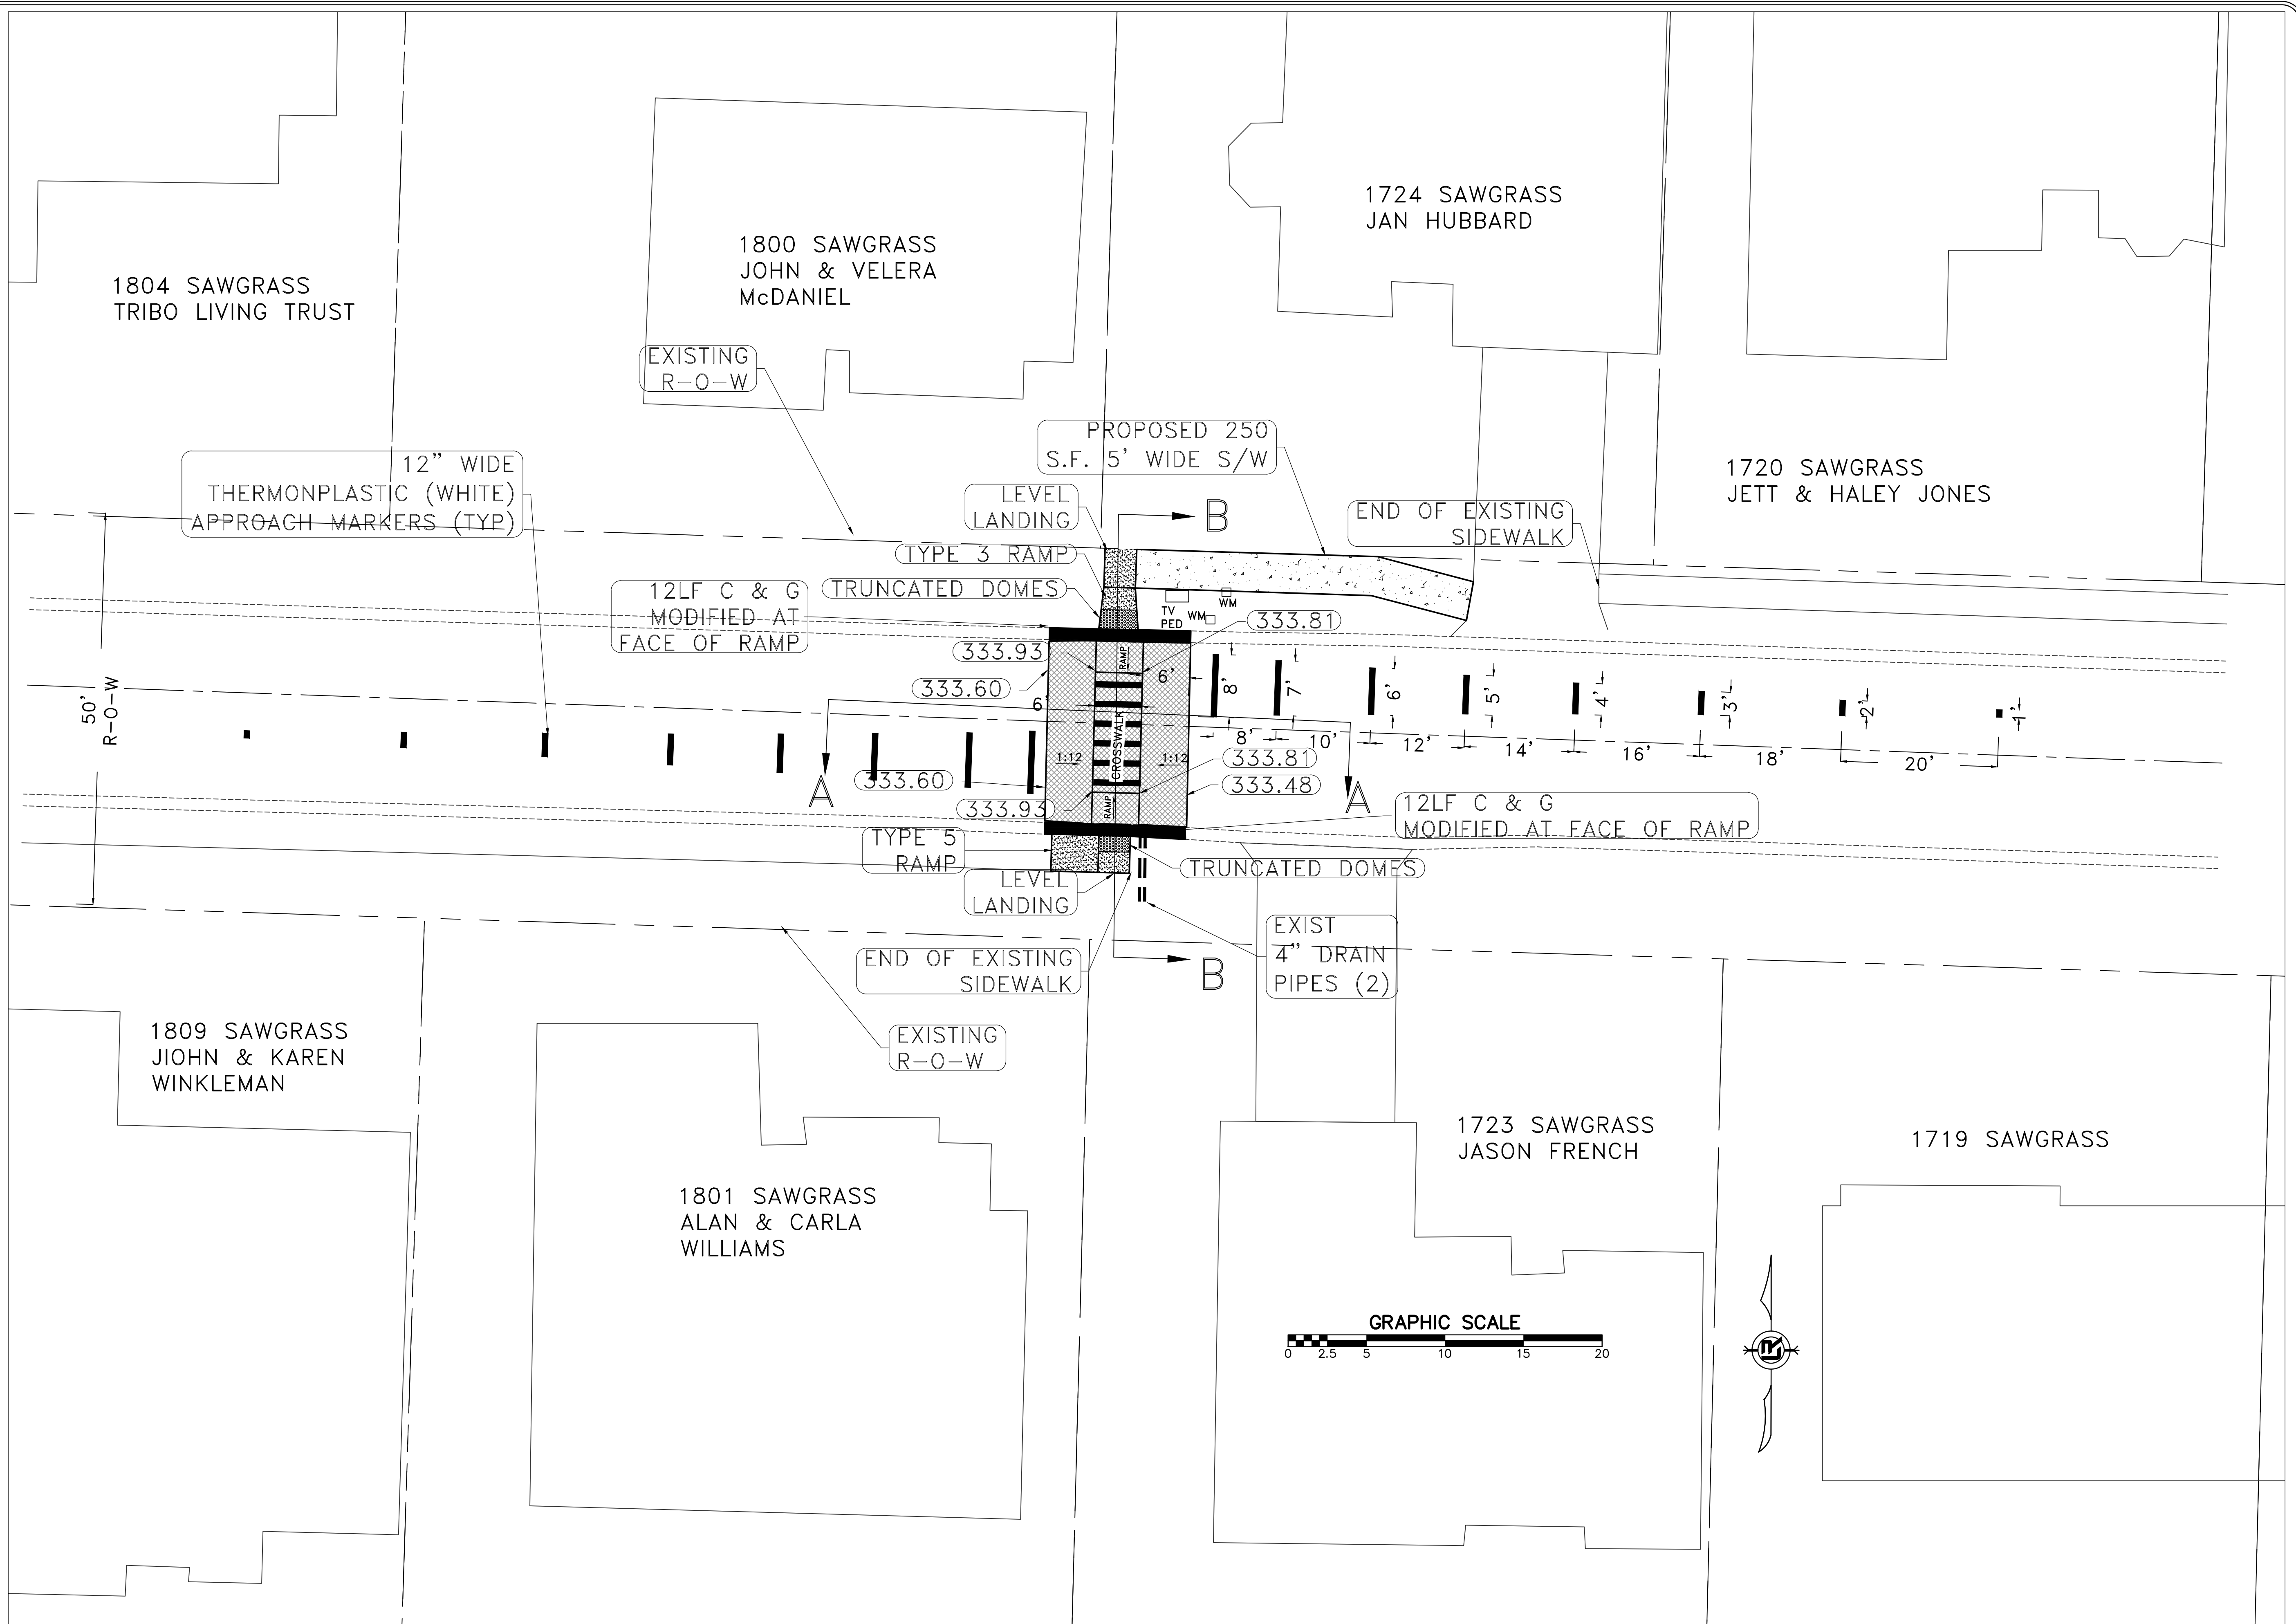 1724 SAWGRASS
JAN HUBBARD
1800 SAWGRASS
JOHN & VELERA
McDANIEL
1804 SAWGRASS
TRIBO LIVING TRUST
EXISTING
R-O-W
PROPOSED 250
S.F. 5' WIDE S/W
12" WIDE
THERMONPLASTIC (WHITE)
APPROACH MARKERS (TYP)
1720 SAWGRASS
JETT & HALEY JONES
LEVEL
LANDING
B
END OF EXISTING
SIDEWALK
TYPE 3 RAMP
TRUNCATED DOMES
12LF C & G
MODIFIED AT
FACE OF RAMP
TV
PED
WM
WM
333.81
333.93
RAMP
333.60
6'
6'
8'
7'
6'
5'
4'
3'
2'
1'
50'
R-O-W
CROSSWALK
8'
10'
12'
14'
16'
18'
20'
1:12
1:12
333.81
333.60
333.48
A
A
333.93
RAMP
12LF C & G
MODIFIED AT FACE OF RAMP
TYPE 5
RAMP
TRUNCATED DOMES
LEVEL
LANDING
EXIST
4" DRAIN
PIPES (2)
END OF EXISTING
SIDEWALK
B
EXISTING
R-O-W
1809 SAWGRASS
JIOHN & KAREN
WINKLEMAN
1723 SAWGRASS
JASON FRENCH
1719 SAWGRASS
1801 SAWGRASS
ALAN & CARLA
WILLIAMS
GRAPHIC SCALE
0 2.5 5 10 15 20